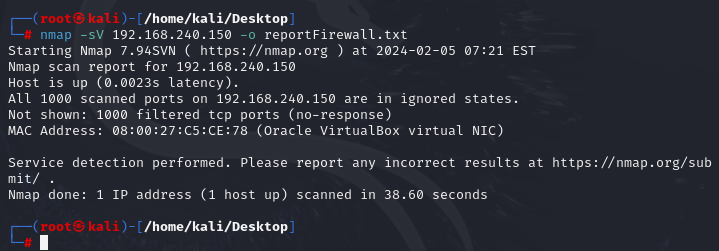 ┌──(root㉿kali)-[/home/kali/Desktop]
└─# nmap -sV 192.168.240.150 -o reportFirewall.txt
Starting Nmap 7.94SVN ( https://nmap.org ) at 2024-02-05 07:21 EST
Nmap scan report for 192.168.240.150
Host is up (0.0023s latency).
All 1000 scanned ports on 192.168.240.150 are in ignored states.
Not shown: 1000 filtered tcp ports (no-response)
MAC Address: 08:00:27:C5:CE:78 (Oracle VirtualBox virtual NIC)
Service detection performed. Please report any incorrect results at https://nmap.org/sub
mit/ .
Nmap done: 1 IP address (1 host up) scanned in 38.60 seconds
┌──(root㉿kali)-[/home/kali/Desktop]
└─#